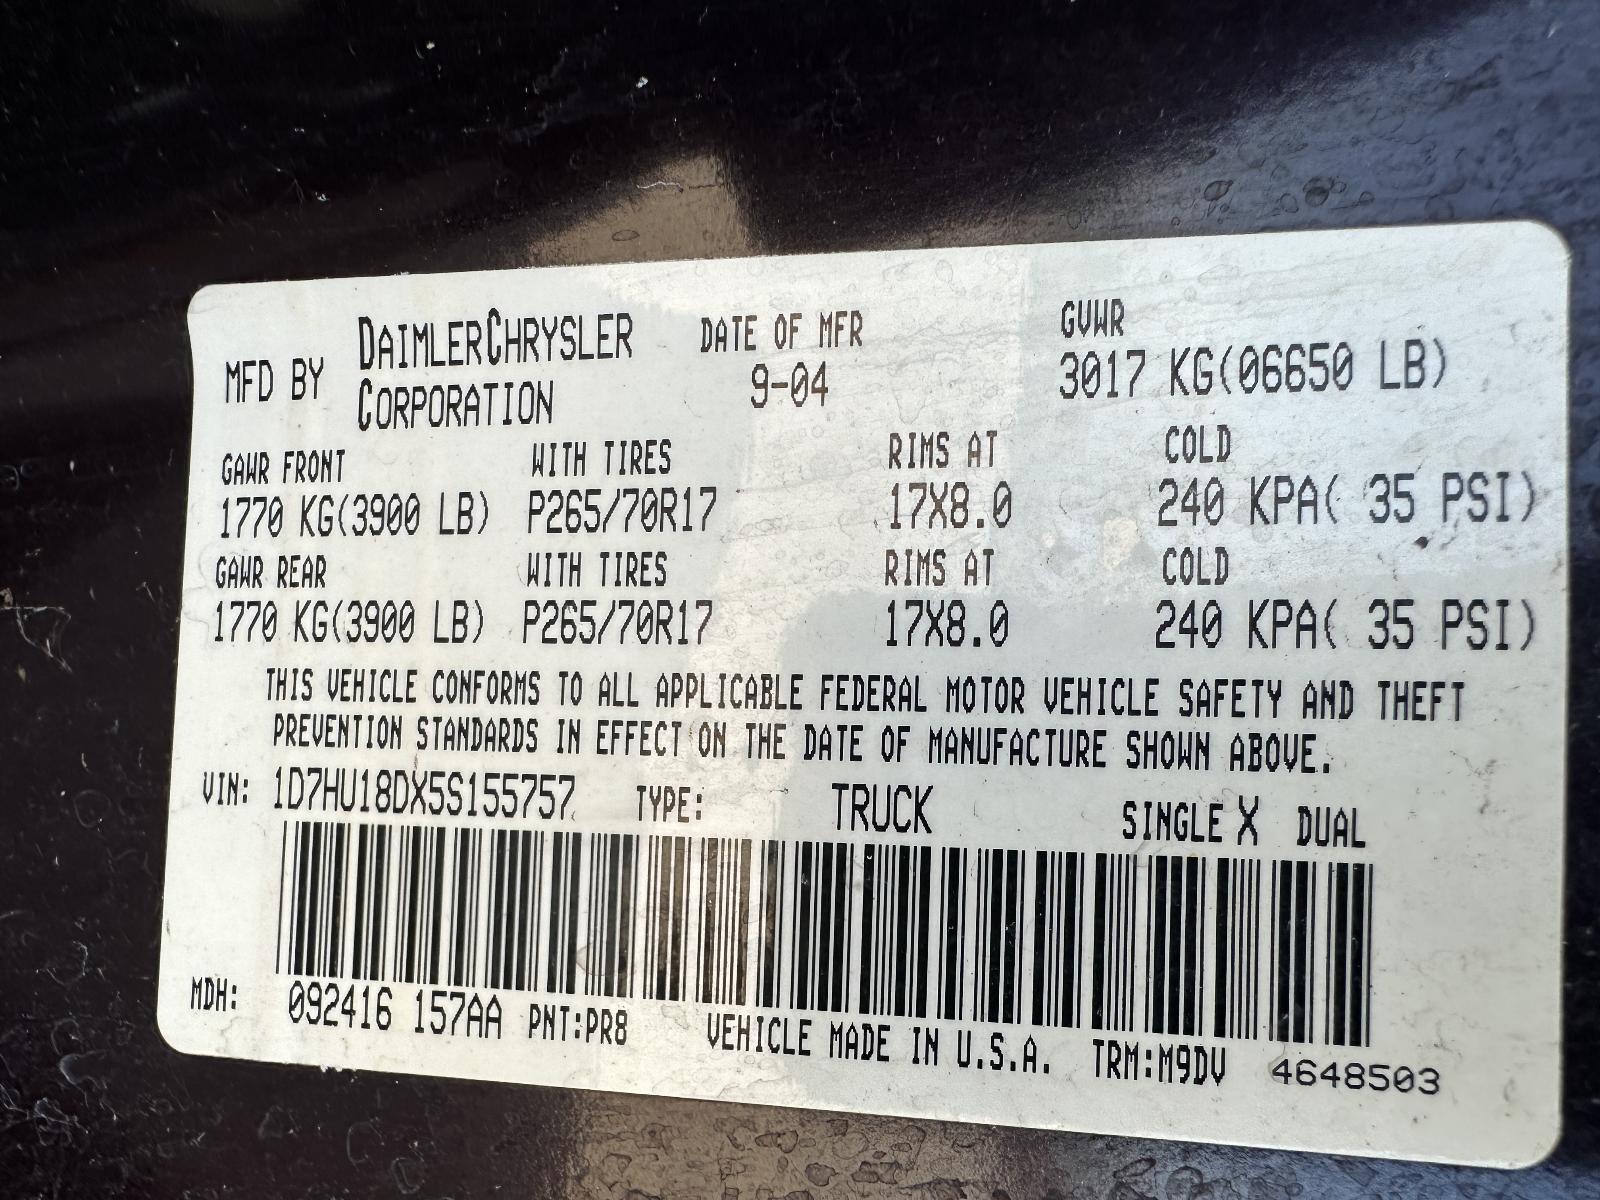 MFD BY DAIMLERCHRYSLER CORPORATION DATE OF MFR 9-04 GVWR 3017 KG(06650 LB)
GAWR FRONT WITH TIRES RIMS AT COLD
1770 KG(3900 LB) P265/70R17 17X8.0 240 KPA( 35 PSI)
GAWR REAR WITH TIRES RIMS AT COLD
1770 KG(3900 LB) P265/70R17 17X8.0 240 KPA( 35 PSI)
THIS VEHICLE CONFORMS TO ALL APPLICABLE FEDERAL MOTOR VEHICLE SAFETY AND THEFT
PREVENTION STANDARDS IN EFFECT ON THE DATE OF MANUFACTURE SHOWN ABOVE.
VIN: 1D7HU18DX5S155757 TYPE: TRUCK SINGLE X DUAL
MDH: 092416 157AA PNT:PR8 VEHICLE MADE IN U.S.A. TRM:M9DV 4648503